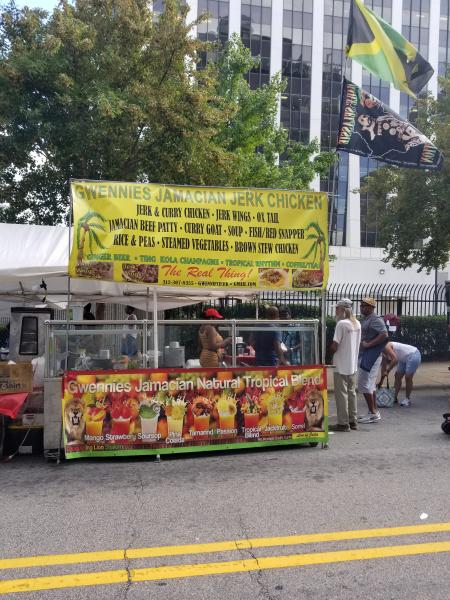 GWENNIES JAMACIAN JERK CHICKEN
JERK & CURRY CHICKEN • JERK WINGS • OX TAIL
JAMAICAN BEEF PATTY • CURRY GOAT • SOUP • FISH/RED SNAPPER
RICE & PEAS • STEAMED VEGETABLES • BROWN STEW CHICKEN
GINGER BEER • TING KOLA CHAMPAGNE • TROPICAL RHYTHM • COFFEE/TEA
The Real Thing!
Gwennies Jamaican Natural Tropical Blend
Mango Strawberry Soursop Pina Colada Tamarind Passion Tropical Blend Jackfruit Sorrel